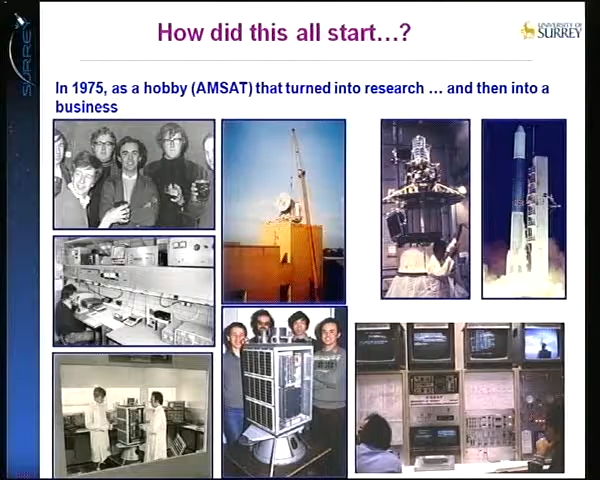 SURREY
How did this all start…?
UNIVERSITY OF
SURREY
In 1975, as a hobby (AMSAT) that turned into research … and then into a
business